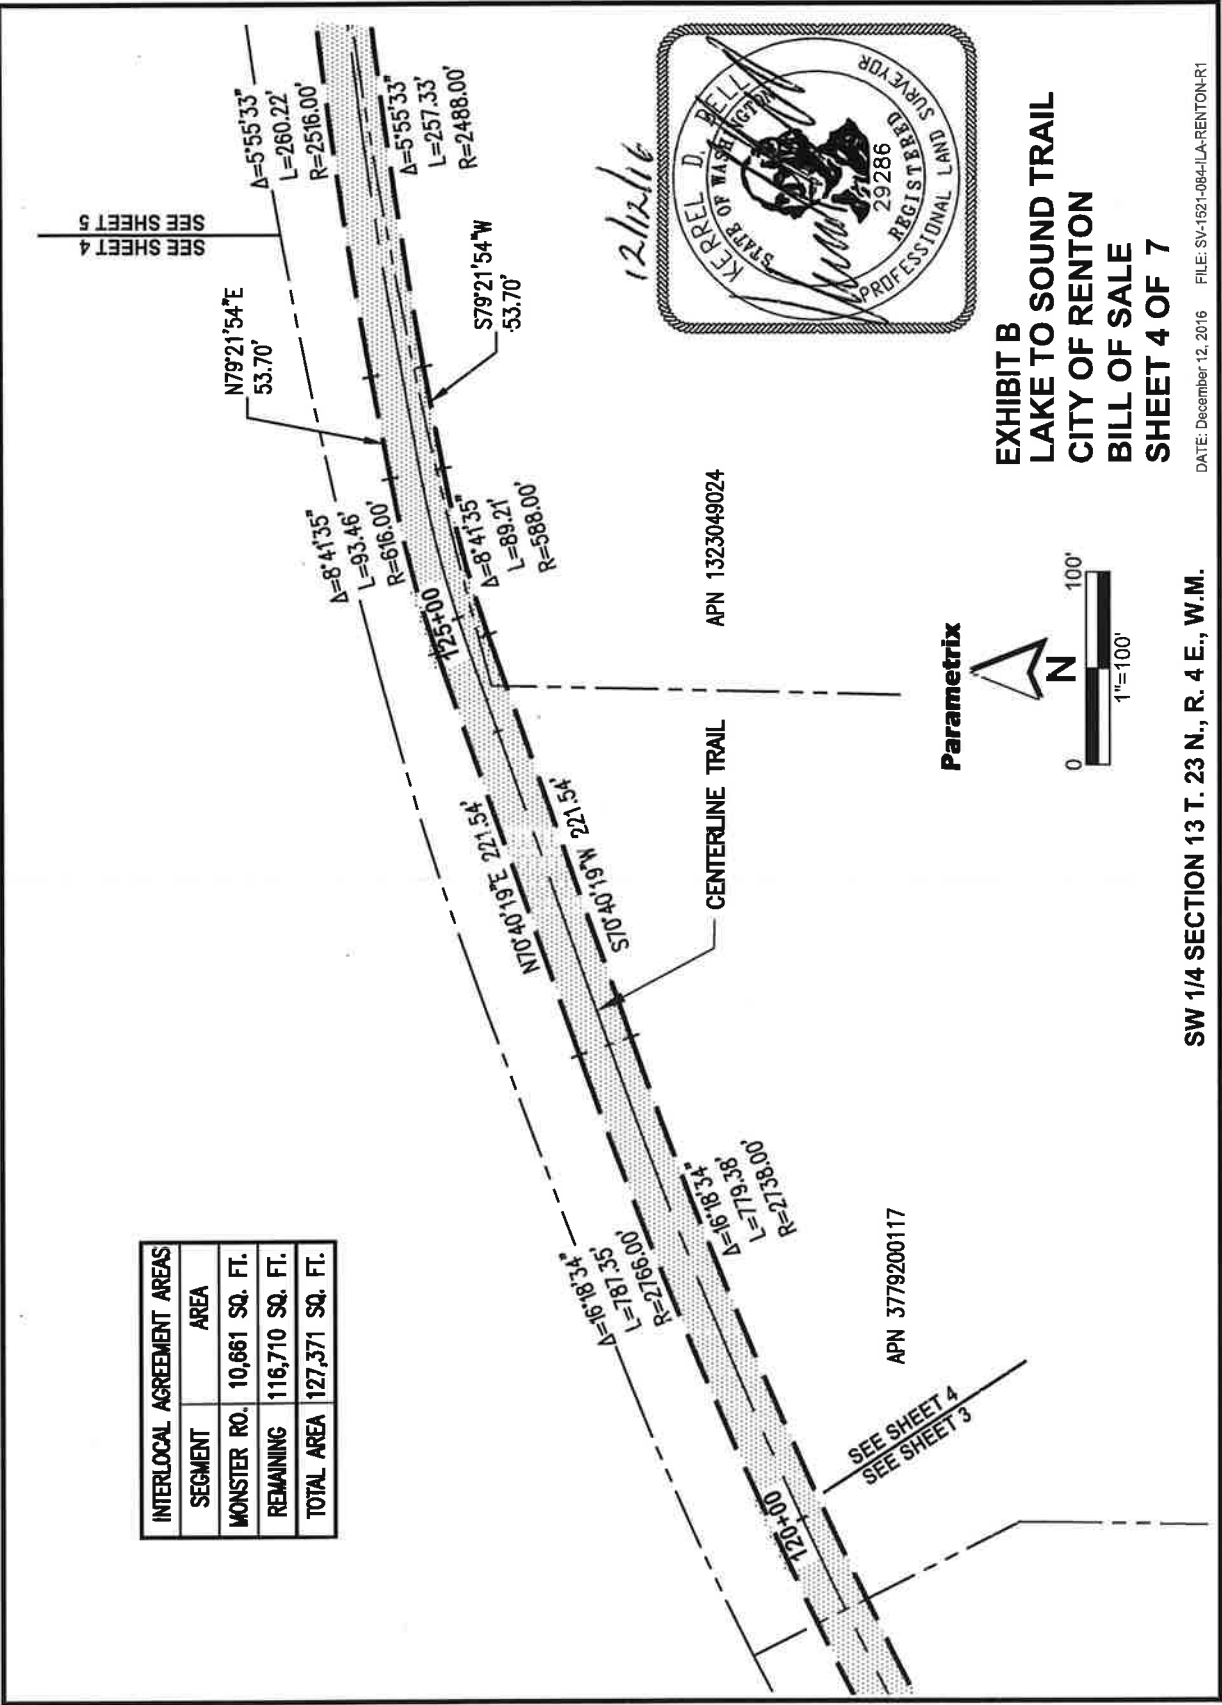 INTERLOCAL AGREEMENT AREAS
SEGMENT AREA
MONSTER RD. 10,661 SQ. FT.
REMAINING 116,710 SQ. FT.
TOTAL AREA 127,371 SQ. FT.
SEE SHEET 4
SEE SHEET 5
Δ=5°55'33"
L=260.22'
R=2516.00'
Δ=5°55'33"
L=257.33'
R=2488.00'
N79°21'54"E
53.70'
S79°21'54"W
53.70'
Δ=8°41'35"
L=93.46'
R=616.00'
125+00
Δ=8°41'35"
L=89.21'
R=588.00'
N70°40'19"E 221.54'
S70°40'19"W 221.54'
CENTERLINE TRAIL
APN 1323049024
Δ=16°18'34"
L=787.35'
R=2766.00'
Δ=16°18'34"
L=779.38'
R=2738.00'
APN 3779200117
120+00
SEE SHEET 4
SEE SHEET 3
12/12/16
KERREL D. BELL
STATE OF WASHINGTON
29286
REGISTERED
PROFESSIONAL LAND SURVEYOR
Parametrix
N
0 100'
1"=100'
EXHIBIT B
LAKE TO SOUND TRAIL
CITY OF RENTON
BILL OF SALE
SHEET 4 OF 7
SW 1/4 SECTION 13 T. 23 N., R. 4 E., W.M.
DATE: December 12, 2016 FILE: SV-1521-084-ILA-RENTON-R1